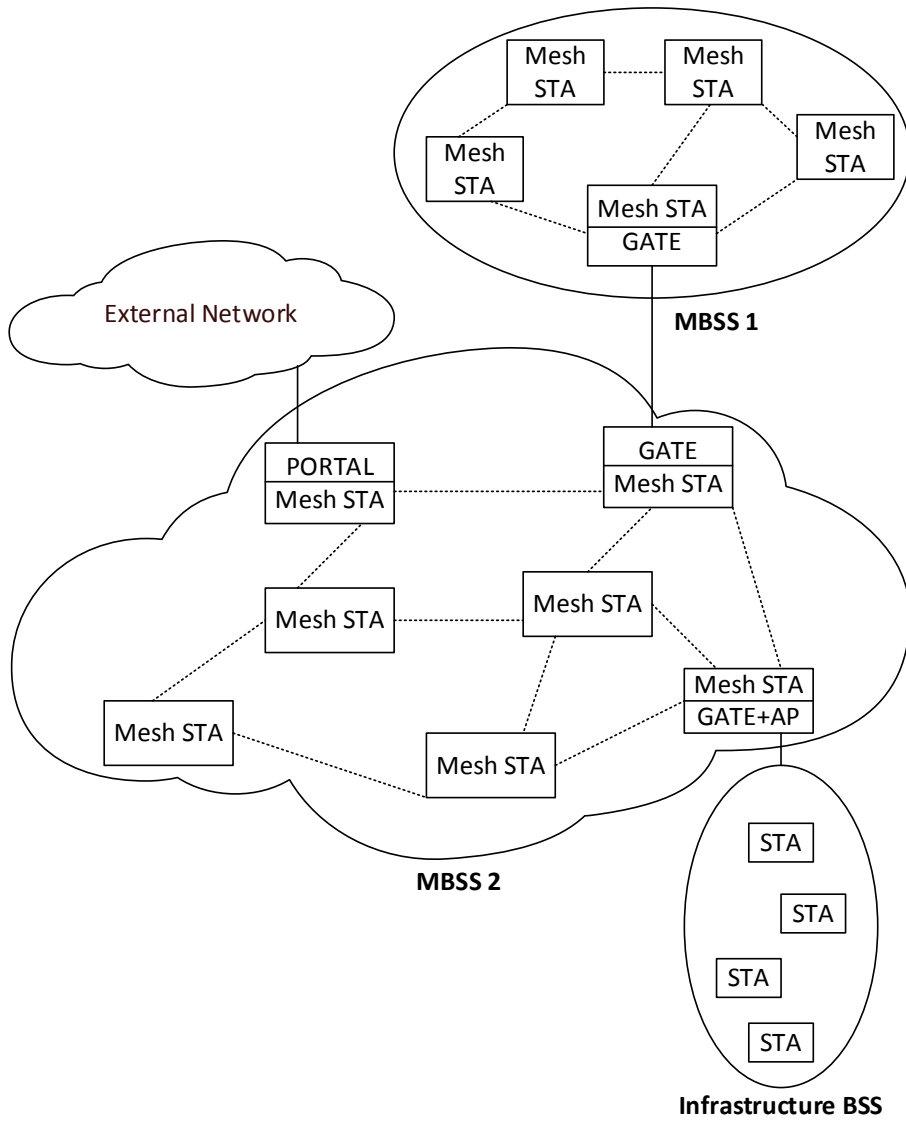 Mesh
STA
Mesh
STA
Mesh
STA
Mesh
STA
Mesh STA
GATE
MBSS 1
External Network
PORTAL
Mesh STA
GATE
Mesh STA
Mesh STA
Mesh STA
Mesh STA
GATE+AP
Mesh STA
Mesh STA
MBSS 2
STA
STA
STA
STA
Infrastructure BSS